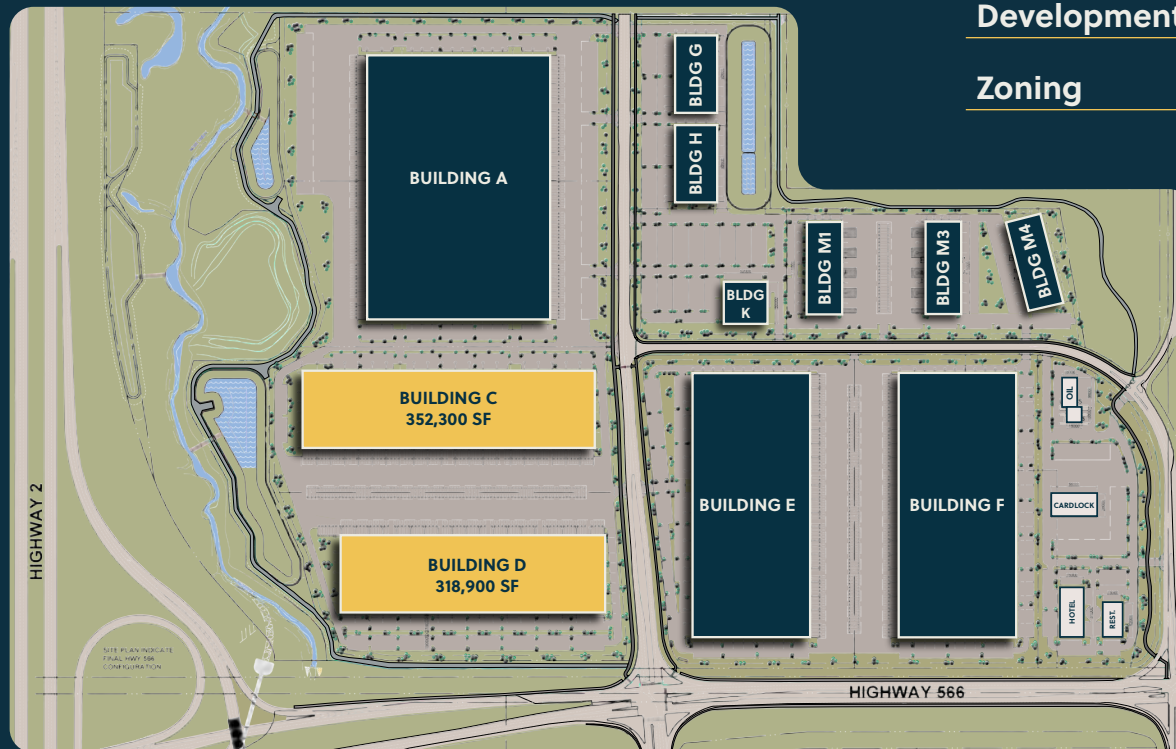 Development
Zoning
BLDG G
BLDG H
BUILDING A
BLDG M1
BLDG M3
BLDG M4
BLDG
K
BUILDING C
352,300 SF
OIL
BUILDING E
BUILDING F
CARDLOCK
HIGHWAY 2
BUILDING D
318,900 SF
HOTEL
REST.
SITE PLAN INDICATE
FINAL HWY 566
CONFIGURATION
HIGHWAY 566